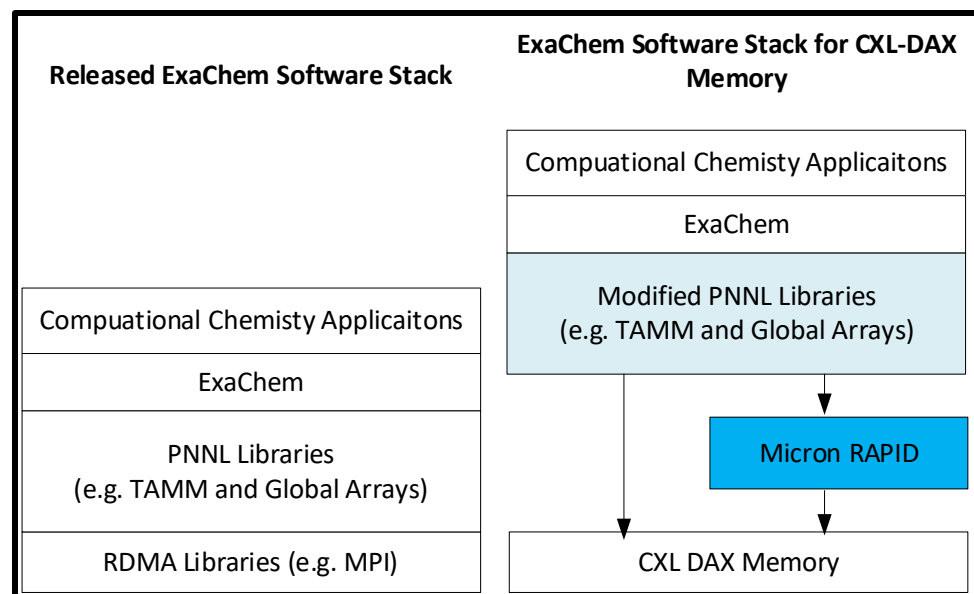 Released ExaChem Software Stack
Compuational Chemisty Applicaitons
ExaChem
PNNL Libraries
(e.g. TAMM and Global Arrays)
RDMA Libraries (e.g. MPI)
ExaChem Software Stack for CXL-DAX
Memory
Compuational Chemisty Applicaitons
ExaChem
Modified PNNL Libraries
(e.g. TAMM and Global Arrays)
Micron RAPID
CXL DAX Memory